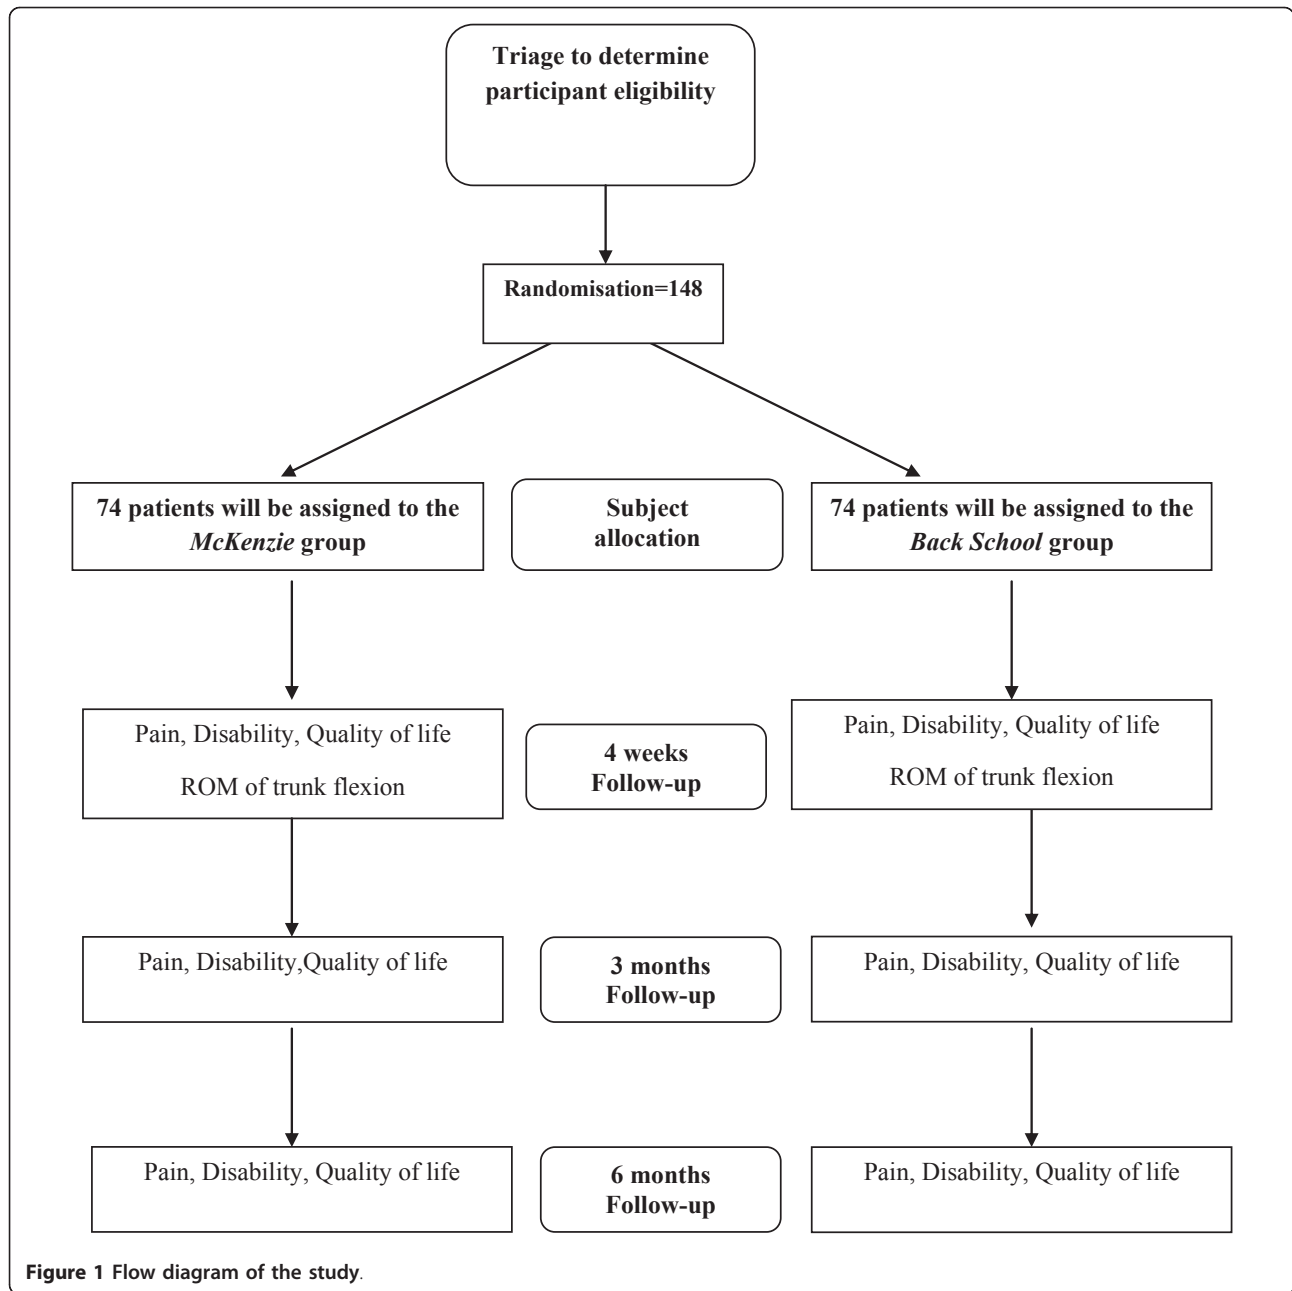 Triage to determine
participant eligibility
Randomisation=148
74 patients will be assigned to the
McKenzie group
Subject
allocation
74 patients will be assigned to the
Back School group
Pain, Disability, Quality of life
ROM of trunk flexion
4 weeks
Follow-up
Pain, Disability, Quality of life
ROM of trunk flexion
Pain, Disability,Quality of life
3 months
Follow-up
Pain, Disability, Quality of life
Pain, Disability, Quality of life
6 months
Follow-up
Pain, Disability, Quality of life
Figure 1 Flow diagram of the study.